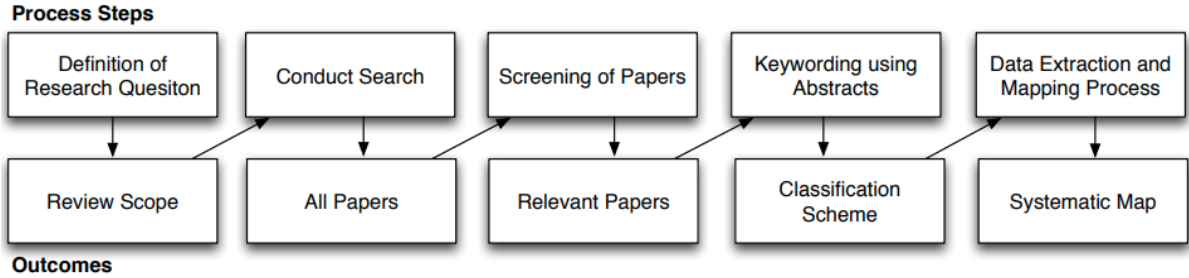 Process Steps
Definition of
Research Quesiton
Conduct Search
Screening of Papers
Keywording using
Abstracts
Data Extraction and
Mapping Process
Review Scope
All Papers
Relevant Papers
Classification
Scheme
Systematic Map
Outcomes